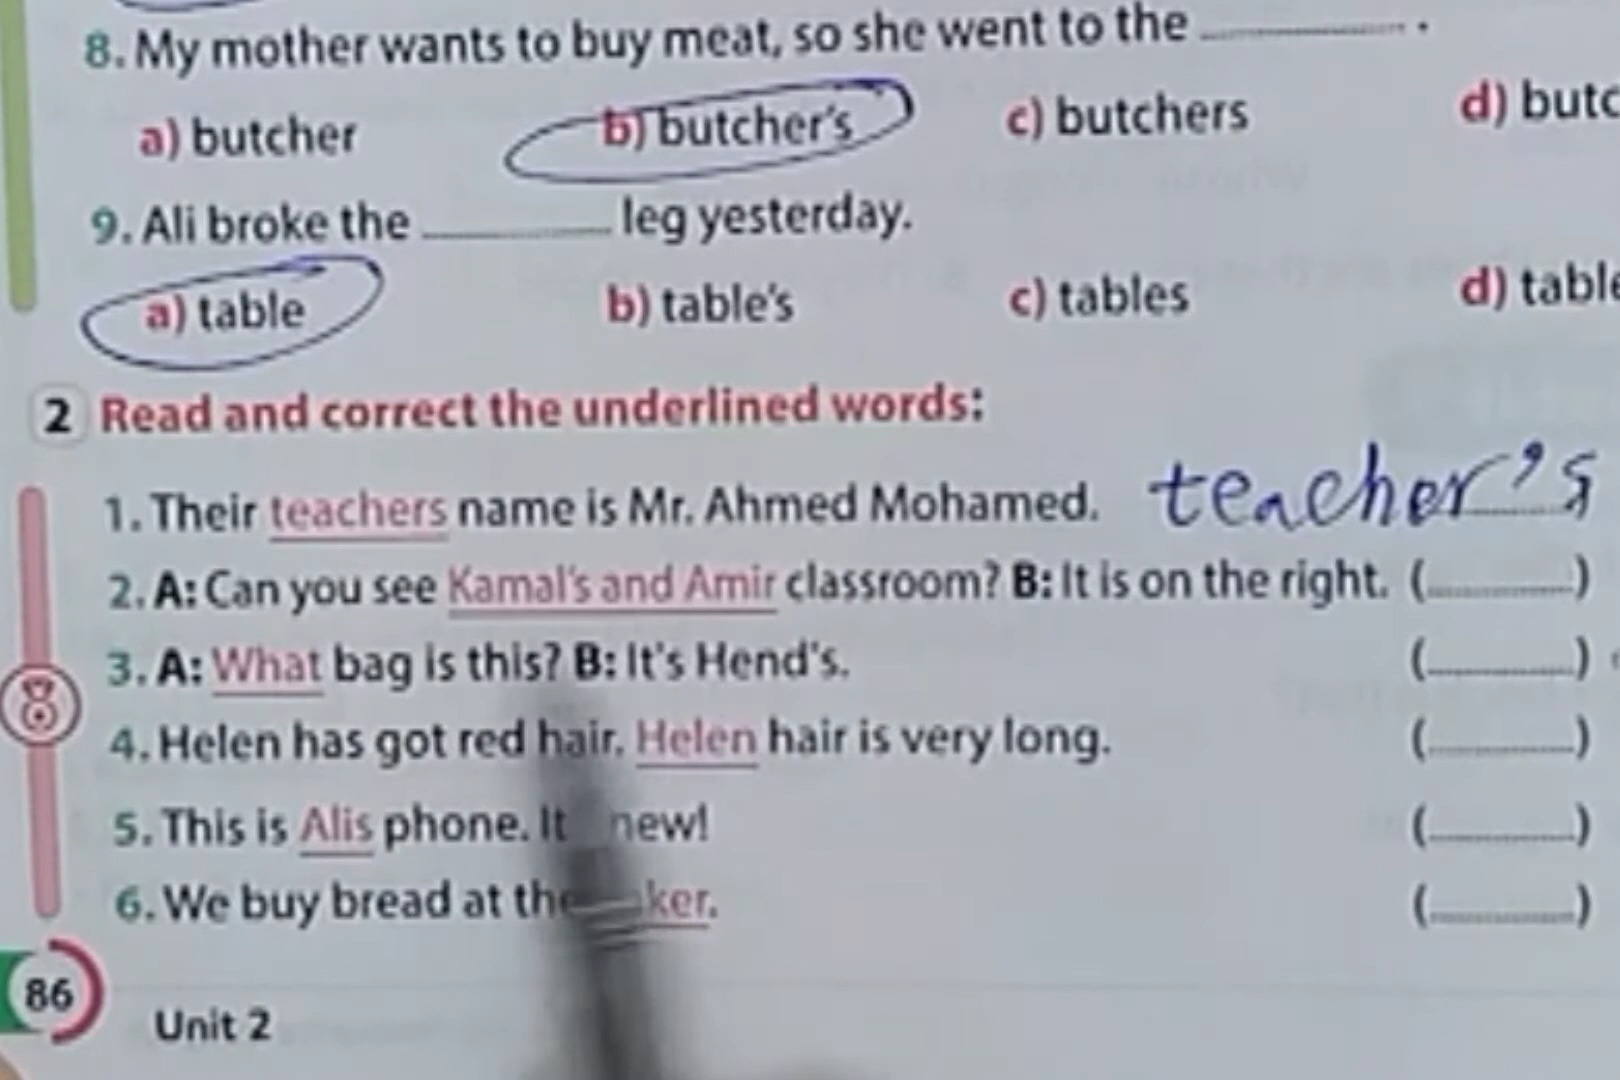 8. My mother wants to buy meat, so she went to the ............ .
a) butcher b) butcher's c) butchers d) butc
9. Ali broke the ............ leg yesterday.
a) table b) table's c) tables d) table
2 Read and correct the underlined words:
1. Their teachers name is Mr. Ahmed Mohamed. teacher's
2. A: Can you see Kamal's and Amir classroom? B: It is on the right. (............)
3. A: What bag is this? B: It's Hend's. (............)
4. Helen has got red hair. Helen hair is very long. (............)
5. This is Alis phone. It new! (............)
6. We buy bread at the ker. (............)
86
Unit 2